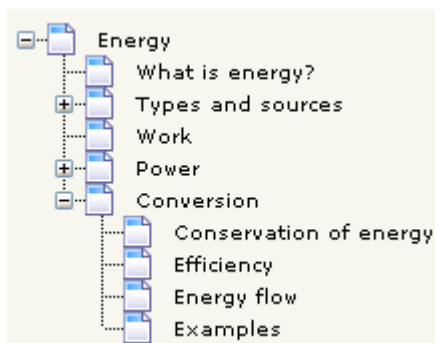 Energy
What is energy?
Types and sources
Work
Power
Conversion
Conservation of energy
Efficiency
Energy flow
Examples